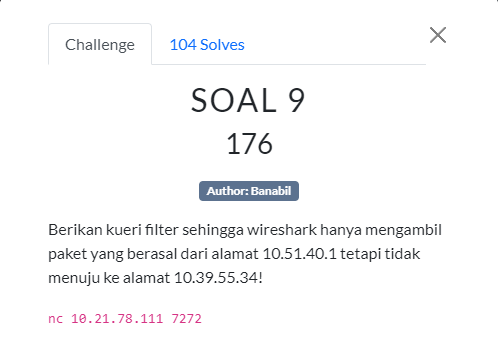 Challenge
104 Solves
SOAL 9
176
Author: Banabil
Berikan kueri filter sehingga wireshark hanya mengambil
paket yang berasal dari alamat 10.51.40.1 tetapi tidak
menuju ke alamat 10.39.55.34!
nc 10.21.78.111 7272